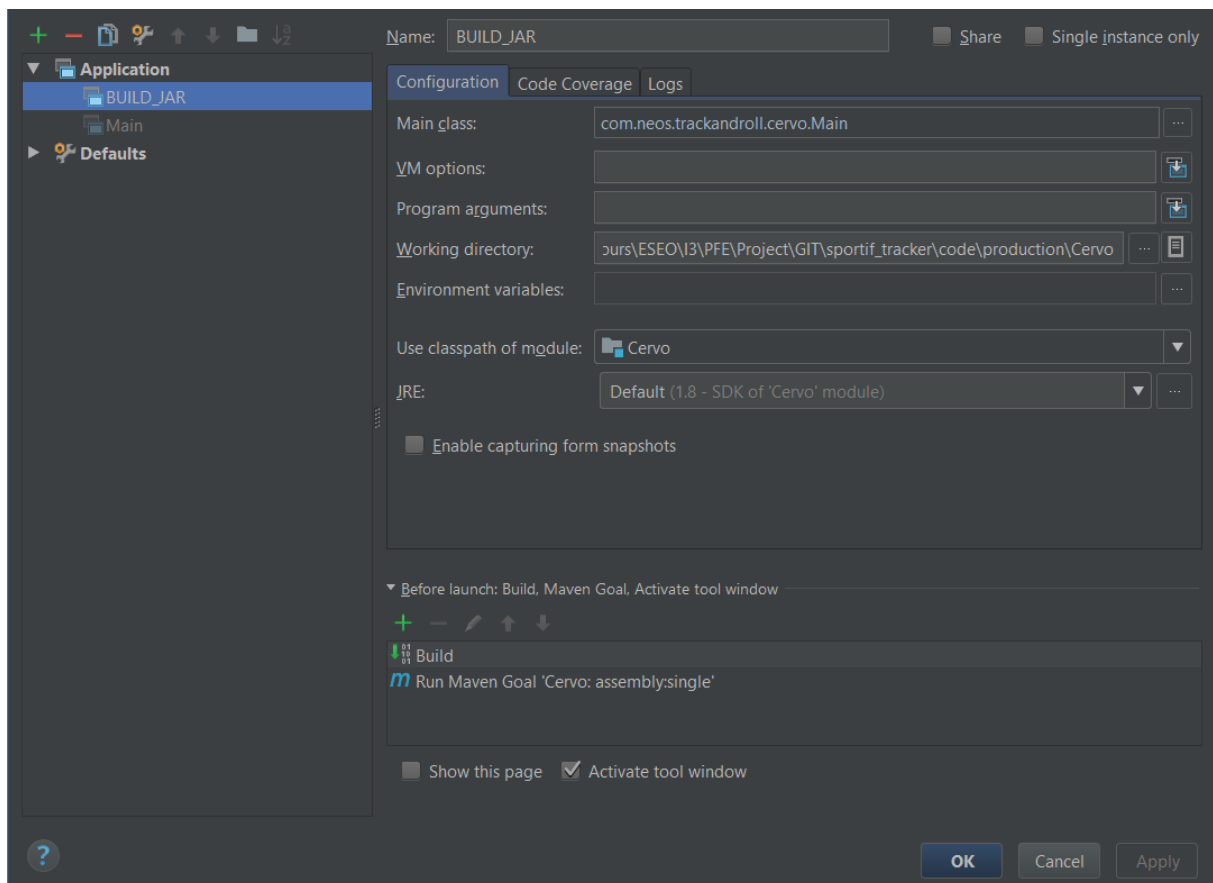 Name: BUILD_JAR Share Single instance only
Application
BUILD_JAR
Main
Defaults
Configuration Code Coverage Logs
Main class: com.neos.trackandroll.cervo.Main ...
VM options:
Program arguments:
Working directory: ours\ESEO\I3\PFE\Project\GIT\sportif_tracker\code\production\Cervo ...
Environment variables: ...
Use classpath of module: Cervo
JRE: Default (1.8 - SDK of 'Cervo' module) ...
Enable capturing form snapshots
Before launch: Build, Maven Goal, Activate tool window
Build
Run Maven Goal 'Cervo: assembly:single'
Show this page Activate tool window
? OK Cancel Apply